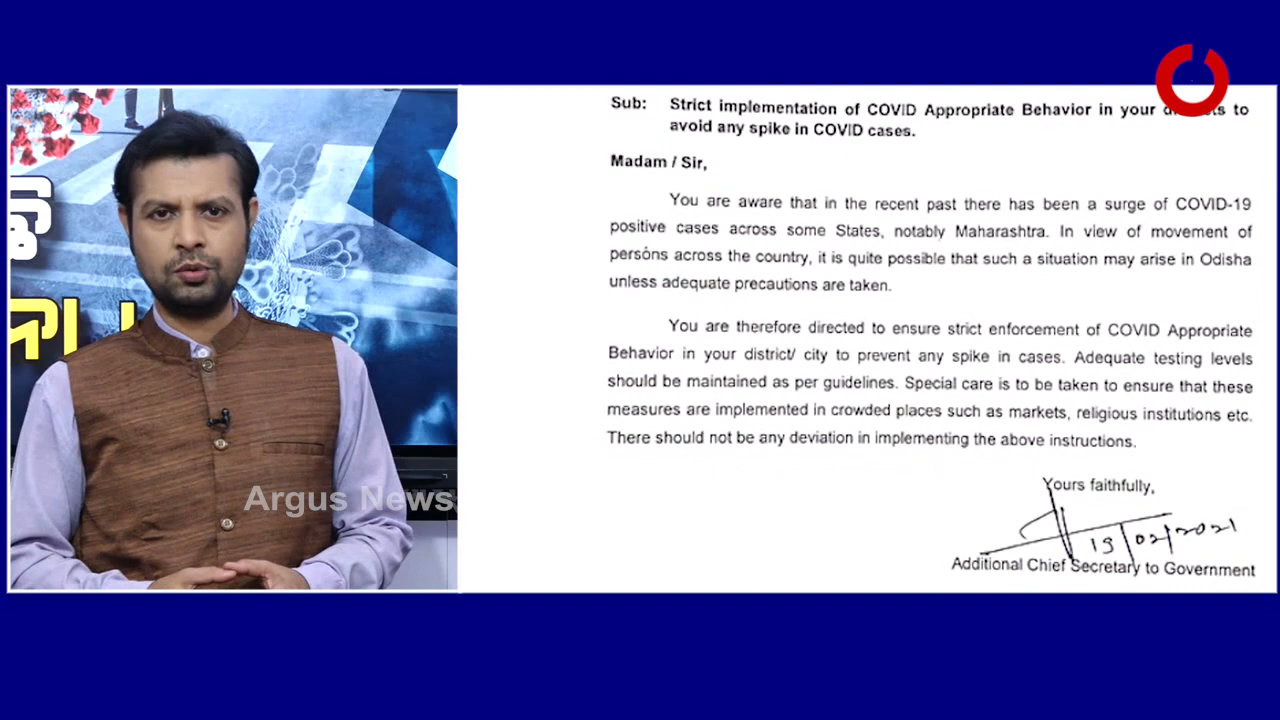 ନା
Argus News
Sub: Strict implementation of COVID Appropriate Behavior in your to
avoid any spike in COVID cases.
Madam / Sir,
You are aware that in the recent past there has been a surge of COVID-19
positive cases across some States, notably Maharashtra. In view of movement of
persons across the country, it is quite possible that such a situation may arise in Odisha
unless adequate precautions are taken.
You are therefore directed to ensure strict enforcement of COVID Appropriate
Behavior in your district/ city to prevent any spike in cases. Adequate testing levels
should be maintained as per guidelines. Special care is to be taken to ensure that these
measures are implemented in crowded places such as markets, religious institutions etc.
There should not be any deviation in implementing the above instructions.
Yours faithfully,
19/02/2021
Additional Chief Secretary to Government